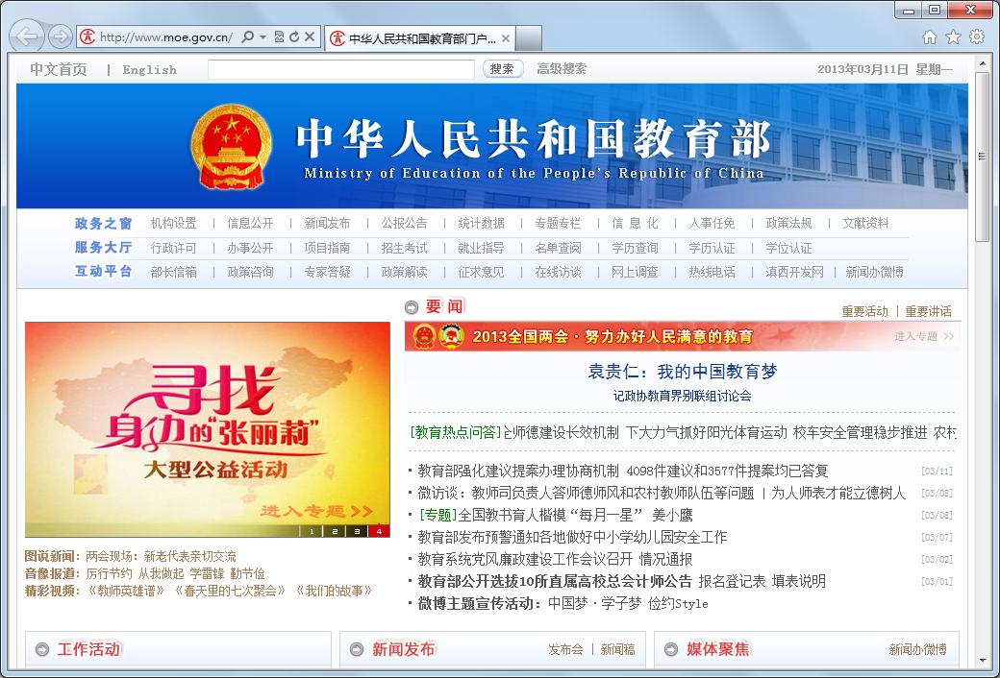 http://www.moe.gov.cn/
中华人民共和国教育部门户...
中文首页 | English 搜索 高级搜索 2013年03月11日 星期一
中华人民共和国教育部
Ministry of Education of the People's Republic of China
政务之窗 机构设置 | 信息公开 | 新闻发布 | 公报公告 | 统计数据 | 专题专栏 | 信 息 化 | 人事任免 | 政策法规 | 文献资料
服务大厅 行政许可 | 办事公开 | 项目指南 | 招生考试 | 就业指导 | 名单查阅 | 学历查询 | 学历认证 | 学位认证
互动平台 部长信箱 | 政策咨询 | 专家答疑 | 政策解读 | 征求意见 | 在线访谈 | 网上调查 | 热线电话 | 滇西开发网 | 新闻办微博
寻找
身边的“张丽莉”
大型公益活动
进入专题>>
1 2 3 4
图说新闻：两会现场：新老代表亲切交流
音像报道：厉行节约 从我做起 学雷锋 勤节俭
精彩视频：《教师英雄谱》 《春天里的七次聚会》 《我们的故事》
要 闻 重要活动 | 重要讲话
2013全国两会·努力办好人民满意的教育 进入专题 >>
袁贵仁：我的中国教育梦
记政协教育界别联组讨论会
[教育热点问答] 师德建设长效机制 下大力气抓好阳光体育运动 校车安全管理稳步推进 农村
· 教育部强化建议提案办理协商机制 4098件建议和3577件提案均已答复 [03/11]
· 微访谈：教师司负责人答师德师风和农村教师队伍等问题 | 为人师表才能立德树人 [03/08]
· [专题]全国教书育人楷模“每月一星” 姜小鹰 [03/08]
· 教育部发布预警通知各地做好中小学幼儿园安全工作 [03/07]
· 教育系统党风廉政建设工作会议召开 情况通报 [03/02]
· 教育部公开选拔10所直属高校总会计师公告 报名登记表 填表说明 [03/01]
· 微博主题宣传活动：中国梦·学子梦 俭约Style
工作活动
新闻发布 发布会 | 新闻稿
媒体聚焦 新闻办微博